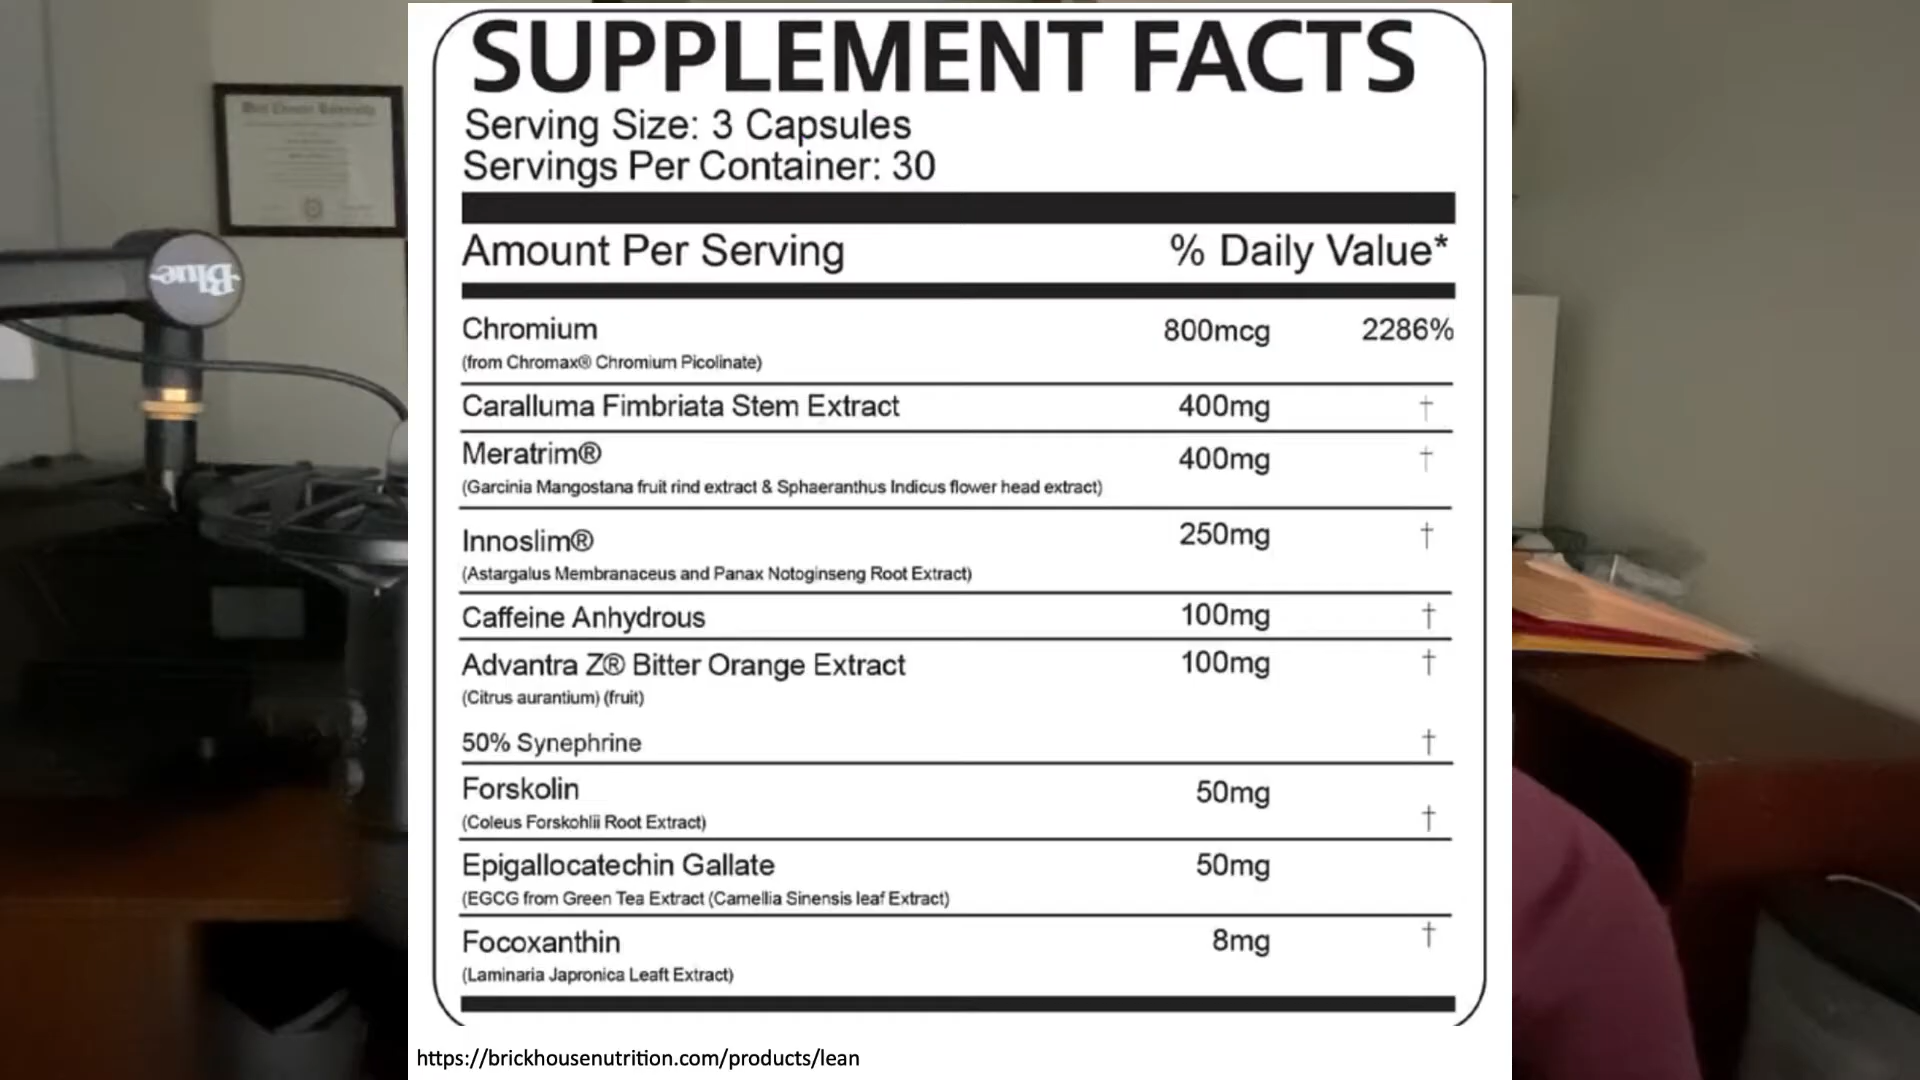 SUPPLEMENT FACTS
Serving Size: 3 Capsules
Servings Per Container: 30
Amount Per Serving % Daily Value*
Chromium 800mcg 2286%
(from Chromax® Chromium Picolinate)
Caralluma Fimbriata Stem Extract 400mg †
Meratrim® 400mg †
(Garcinia Mangostana fruit rind extract & Sphaeranthus Indicus flower head extract)
Innoslim® 250mg †
(Astargalus Membranaceus and Panax Notoginseng Root Extract)
Caffeine Anhydrous 100mg †
Advantra Z® Bitter Orange Extract 100mg †
(Citrus aurantium) (fruit)
50% Synephrine †
Forskolin 50mg †
(Coleus Forskohlii Root Extract)
Epigallocatechin Gallate 50mg
(EGCG from Green Tea Extract (Camellia Sinensis leaf Extract)
Focoxanthin 8mg †
(Laminaria Japronica Leaft Extract)
https://brickhousenutrition.com/products/lean
Blue